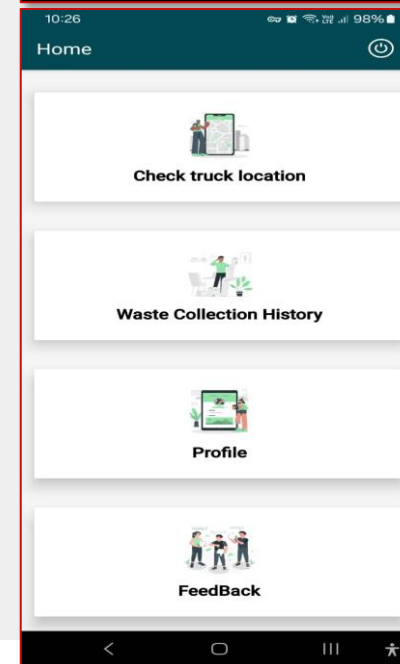 10:26 98%
Home
Check truck location
Waste Collection History
Profile
FeedBack